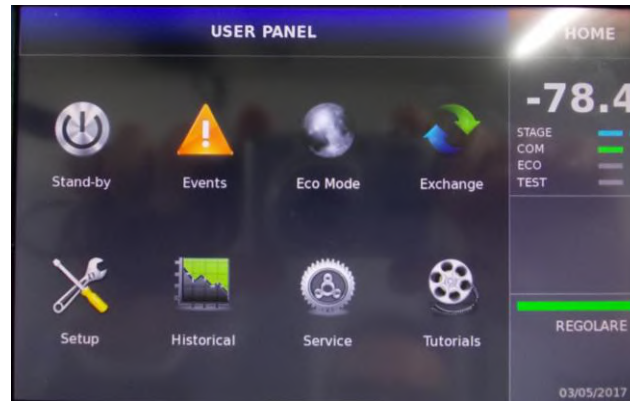 USER PANEL
HOME
-78.4
STAGE
COM
ECO
TEST
Stand-by
Events
Eco Mode
Exchange
Setup
Historical
Service
Tutorials
REGOLARE
03/05/2017